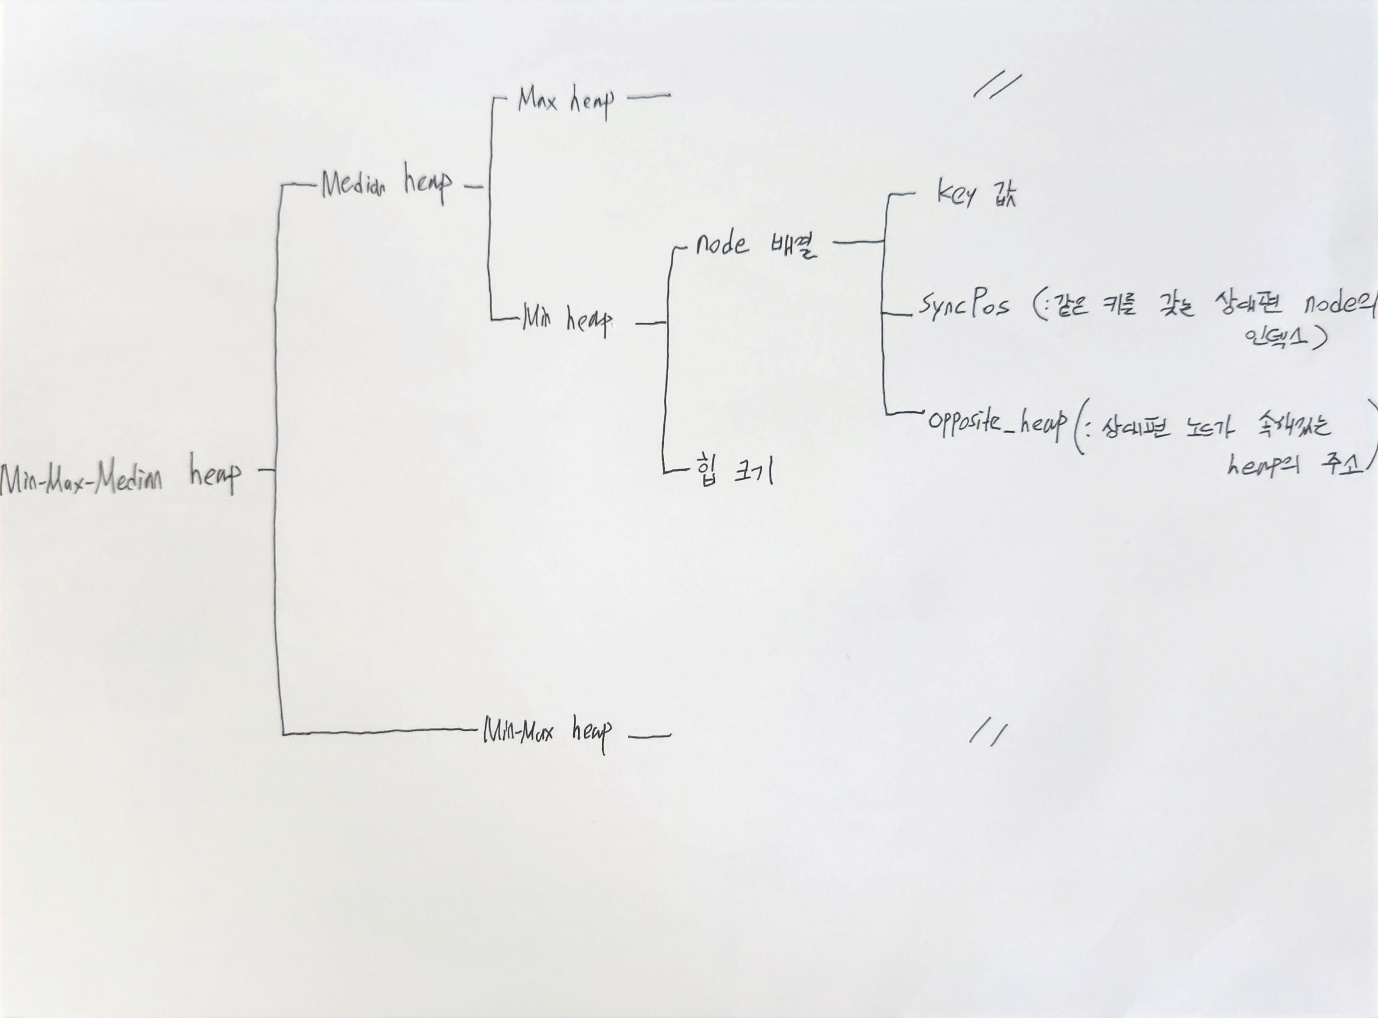 Max heap 〃
Median heap
key 값
node 배열
SyncPos (:같은 키를 갖는 상대편 node의
인덱스)
Min heap
opposite_heap(: 상대편 노드가 속해있는
heap의 주소)
힙 크기
Min-Max-Median heap
Min-Max heap 〃